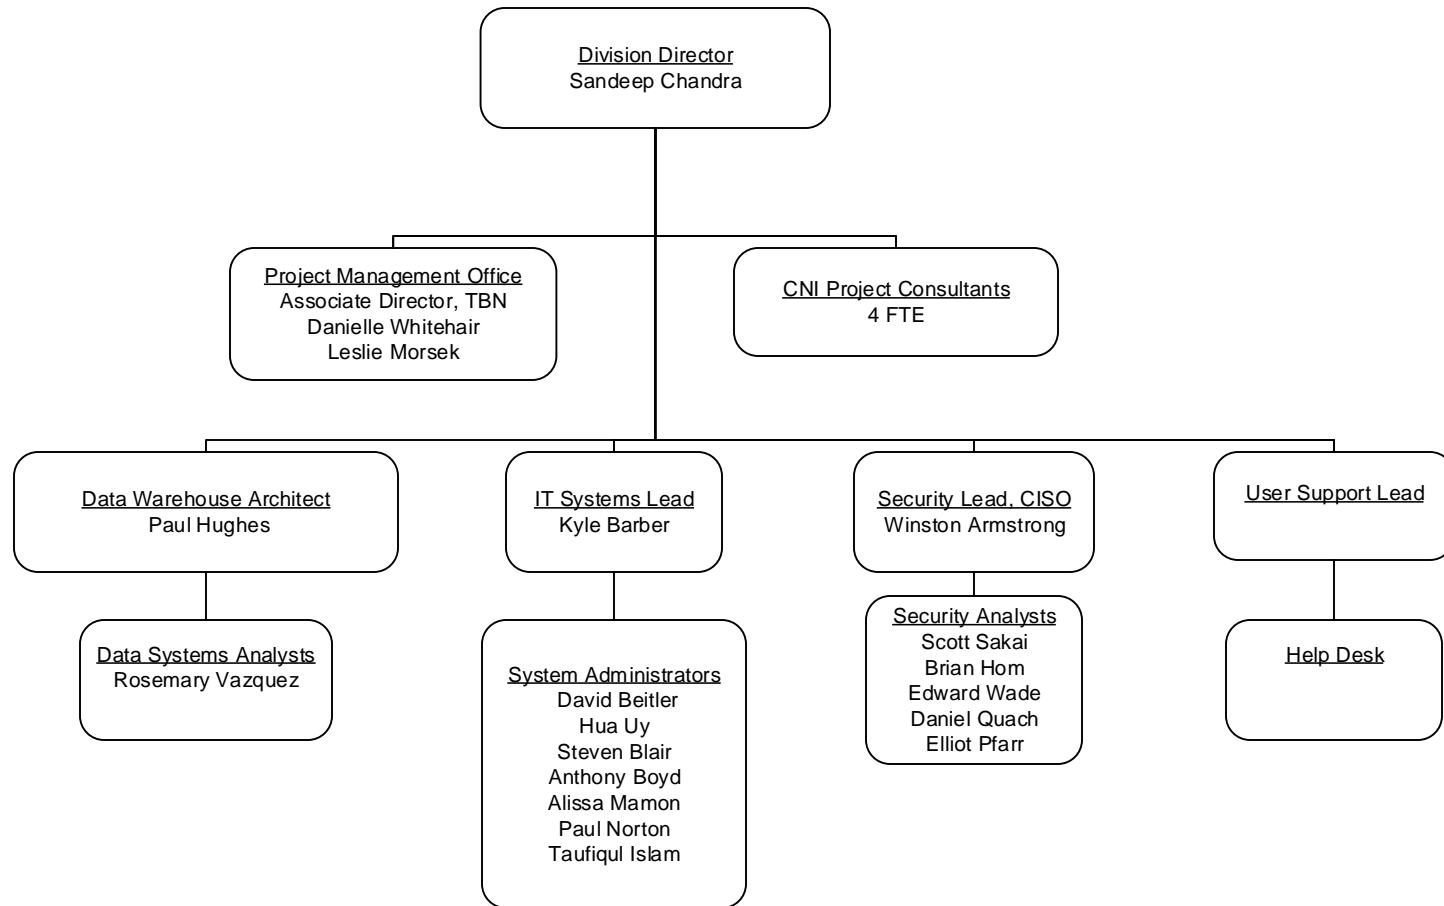 Division Director
Sandeep Chandra
Project Management Office
Associate Director, TBN
Danielle Whitehair
Leslie Morsek
CNI Project Consultants
4 FTE
Data Warehouse Architect
Paul Hughes
IT Systems Lead
Kyle Barber
Security Lead, CISO
Winston Armstrong
User Support Lead
Data Systems Analysts
Rosemary Vazquez
System Administrators
David Beitler
Hua Uy
Steven Blair
Anthony Boyd
Alissa Mamon
Paul Norton
Taufiqul Islam
Security Analysts
Scott Sakai
Brian Horn
Edward Wade
Daniel Quach
Elliot Pfarr
Help Desk